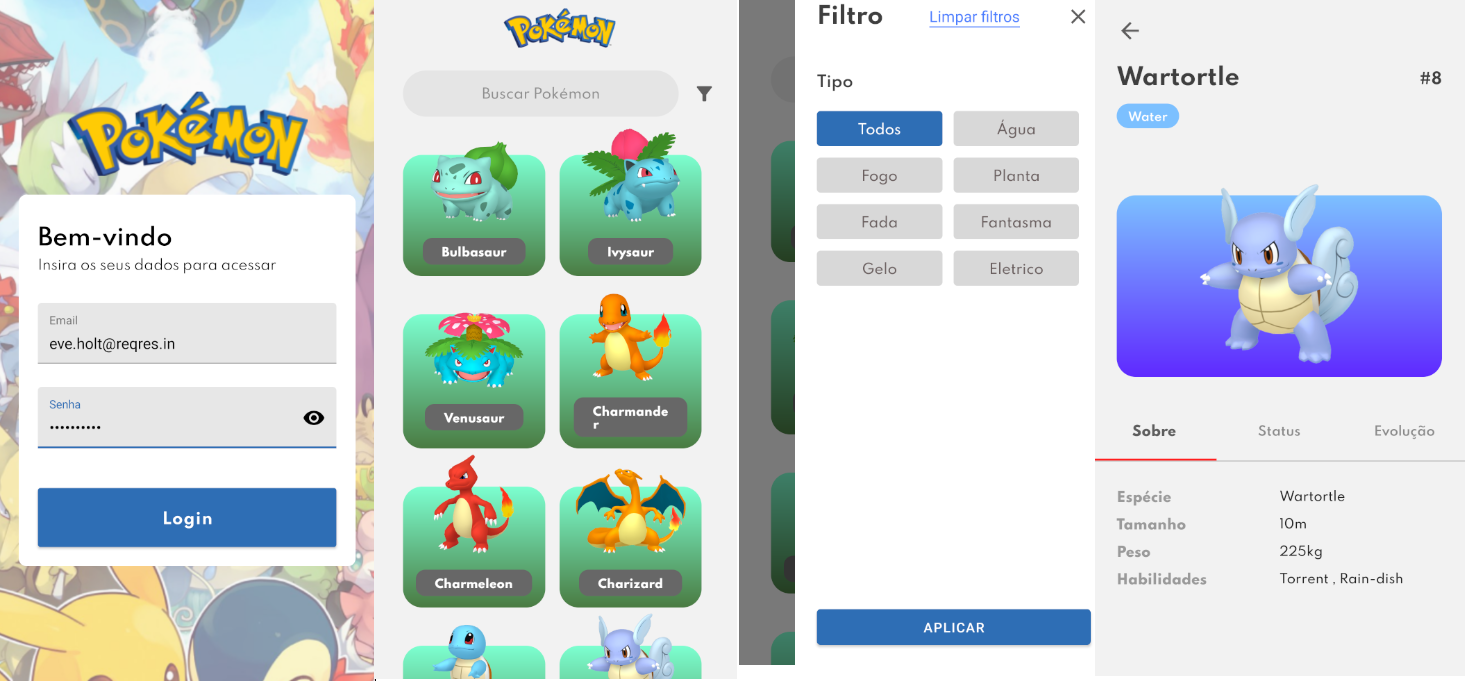 POKÉMON
Bem-vindo
Insira os seus dados para acessar
Email
eve.holt@reqres.in
Senha
••••••••••
Login
POKÉMON
Buscar Pokémon
Bulbasaur
Ivysaur
Venusaur
Charmande
r
Charmeleon
Charizard
Filtro
Limpar filtros
Tipo
Todos
Água
Fogo
Planta
Fada
Fantasma
Gelo
Eletrico
APLICAR
Wartortle
#8
Water
Sobre
Status
Evolução
Espécie
Wartortle
Tamanho
10m
Peso
225kg
Habilidades
Torrent , Rain-dish